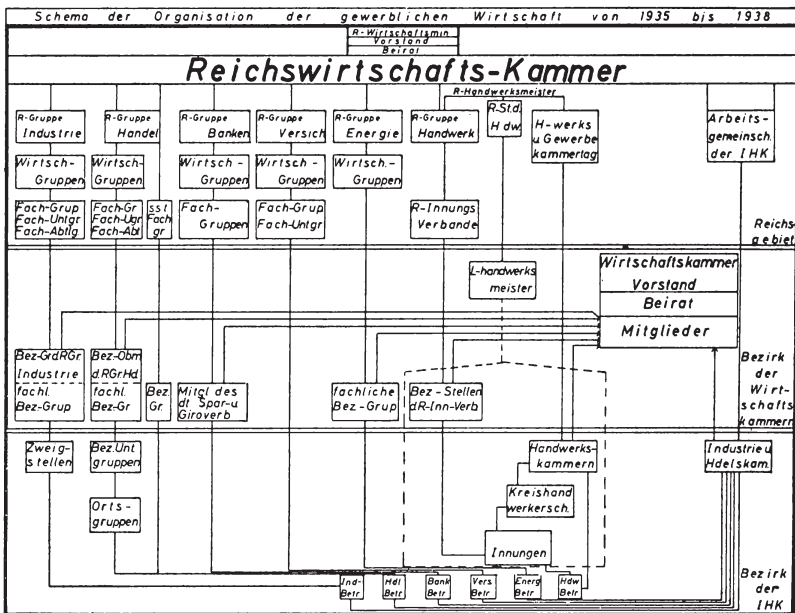 Schema der Organisation der gewerblichen Wirtschaft von 1935 bis 1938
R-Wirtschaftsmin
Vorstand
Beirat
Reichswirtschafts-Kammer
R-Handwerksmeister
R-Gruppe
Industrie
R-Gruppe
Handel
R-Gruppe
Banken
R-Gruppe
Versich
R-Gruppe
Energie
R-Gruppe
Handwerk
R-Std.
Hdw.
H-werks
u Gewerbe
kammertag
Arbeits-
gemeinsch.
der IHK
Wirtsch-
Gruppen
Wirtsch-
Gruppen
Wirtsch-
Gruppen
Wirtsch-
Gruppen
Wirtsch.-
Gruppen
Fach-Grup
Fach-Untgr
Fach-Abtlg
Fach-Gr
Fach-Ugr
Fach-Abt
sst
Fach
gr
Fach-
Gruppen
Fach-Grup
Fach-Untgr
R-Innungs
Verbande
Reichs-
gebiet
L-handwerks
meister
Wirtschaftskammer
Vorstand
Beirat
Mitglieder
Bez-GrdRGr.
Industrie
fachl.
Bez-Grup
Bez-Obm
d.RGrHd.
fachl.
Bez-Gr
Bez
Gr.
Mitgl des
dt Spar-u
Giroverb
fachliche
Bez-Grup
Bez-Stellen
dR-Inn-Verb
Bezirk
der
Wirt-
schafts
kammern
Zweig-
stellen
Bez.Unt
gruppen
Handwerks-
kammern
Industrie u
Hdelskam.
Kreishand
werkersch.
Orts-
gruppen
Innungen
Ind-
Betr
Hdl
Betr
Bank
Betr
Vers
Betr
Energ
Betr
Hdw
Betr
Bezirk
der
IHK